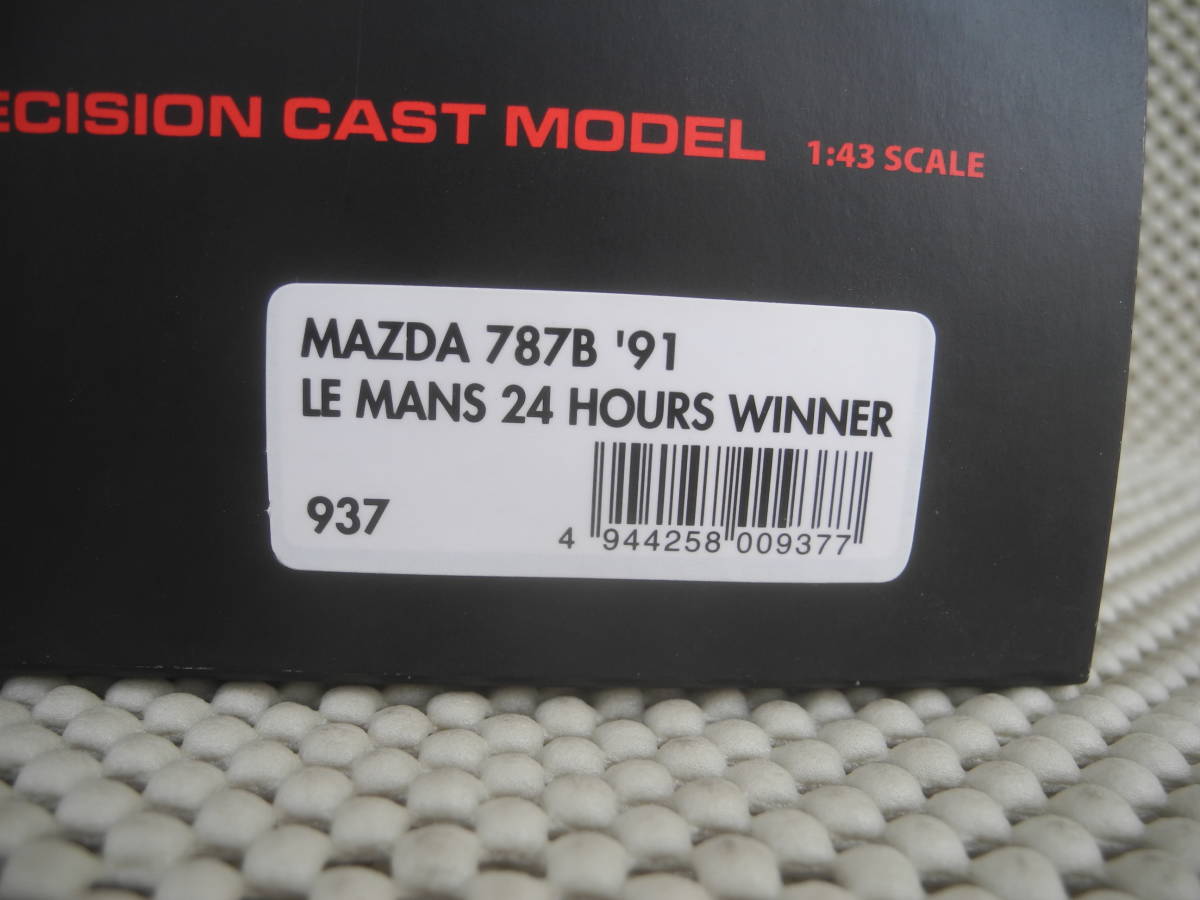 ECISION CAST MODEL 1:43 SCALE
MAZDA 787B '91
LE MANS 24 HOURS WINNER
937
4 944258 009377